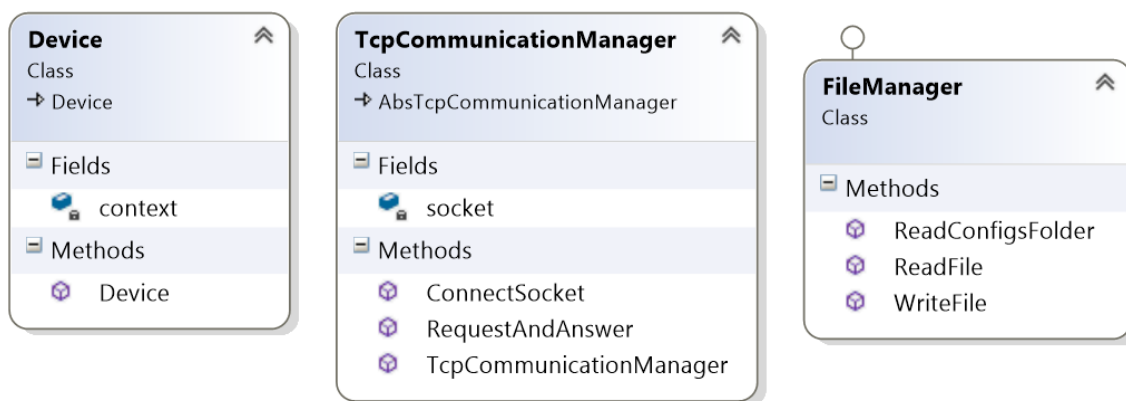 Device
Class
Device
Fields
context
Methods
Device
TcpCommunicationManager
Class
AbsTcpCommunicationManager
Fields
socket
Methods
ConnectSocket
RequestAndAnswer
TcpCommunicationManager
FileManager
Class
Methods
ReadConfigsFolder
ReadFile
WriteFile